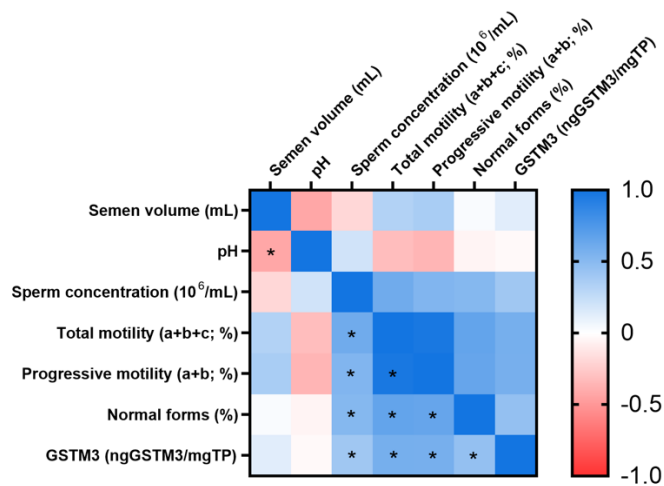 Semen volume (mL)
pH
Sperm concentration (10⁶/mL)
Total motility (a+b+c; %)
Progressive motility (a+b; %)
Normal forms (%)
GSTM3 (ngGSTM3/mgTP)
Semen volume (mL)
pH
*
Sperm concentration (10⁶/mL)
Total motility (a+b+c; %)
*
Progressive motility (a+b; %)
* *
Normal forms (%)
* * *
GSTM3 (ngGSTM3/mgTP)
* * * *
1.0
0.5
0
-0.5
-1.0